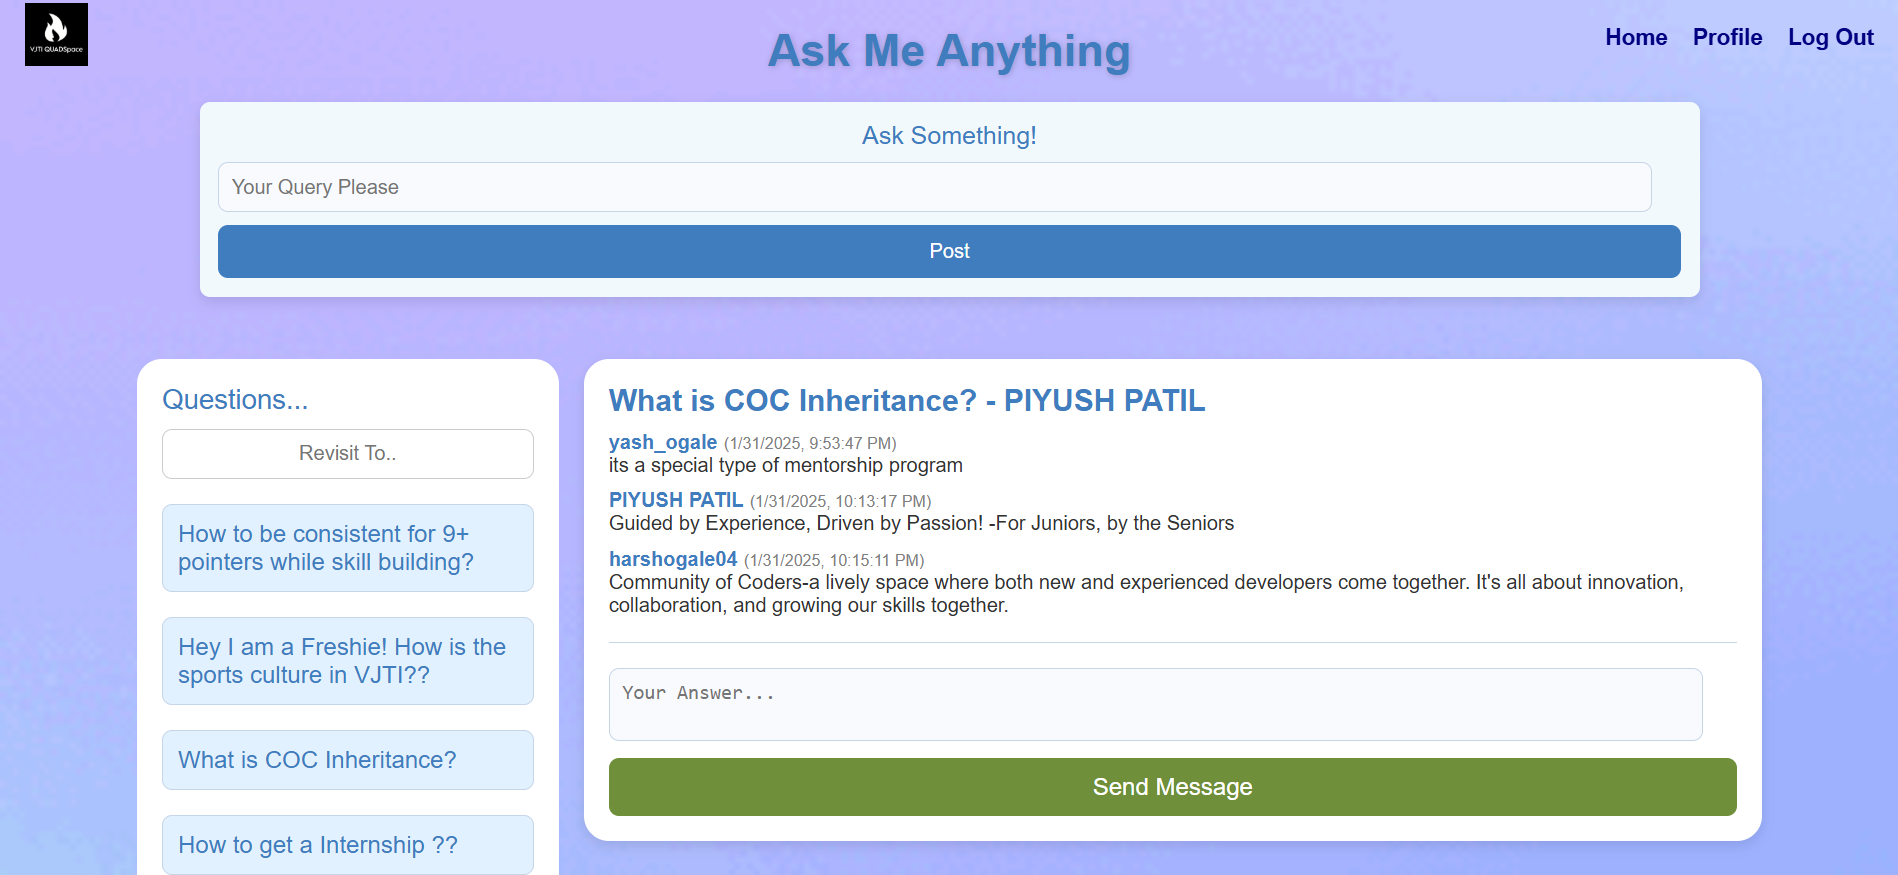 VJTI QUADSpace
Ask Me Anything
Home Profile Log Out
Ask Something!
Your Query Please
Post
Questions...
Revisit To..
How to be consistent for 9+
pointers while skill building?
Hey I am a Freshie! How is the
sports culture in VJTI??
What is COC Inheritance?
How to get a Internship ??
What is COC Inheritance? - PIYUSH PATIL
yash_ogale (1/31/2025, 9:53:47 PM)
its a special type of mentorship program
PIYUSH PATIL (1/31/2025, 10:13:17 PM)
Guided by Experience, Driven by Passion! -For Juniors, by the Seniors
harshogale04 (1/31/2025, 10:15:11 PM)
Community of Coders-a lively space where both new and experienced developers come together. It's all about innovation,
collaboration, and growing our skills together.
Your Answer...
Send Message